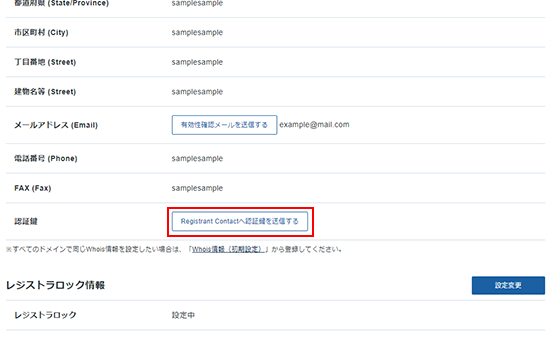 都道府県 (State/Province) samplesample
市区町村 (City) samplesample
丁目番地 (Street) samplesample
建物名等 (Street) samplesample
メールアドレス (Email) 有効性確認メールを送信する example@mail.com
電話番号 (Phone) samplesample
FAX (Fax) samplesample
認証鍵 Registrant Contactへ認証鍵を送信する
※すべてのドメインで同じWhois情報を設定したい場合は、「Whois情報（初期設定）」から登録してください。
レジストラロック情報 設定変更
レジストラロック 設定中